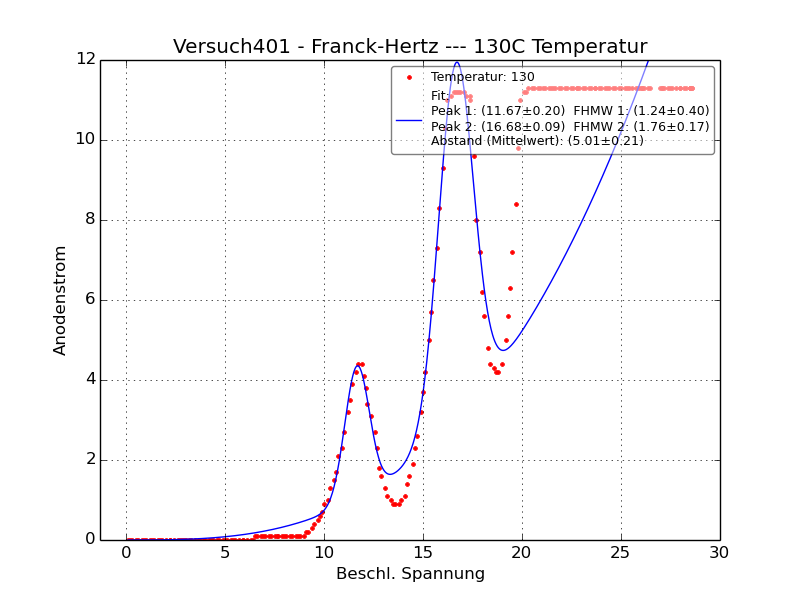 Versuch401 - Franck-Hertz --- 130C Temperatur
Temperatur: 130
Fit:
Peak 1: (11.67±0.20)  FHMW 1: (1.24±0.40)
Peak 2: (16.68±0.09)  FHMW 2: (1.76±0.17)
Abstand (Mittelwert): (5.01±0.21)
Anodenstrom
12
10
8
6
4
2
0
0 5 10 15 20 25 30
Beschl. Spannung